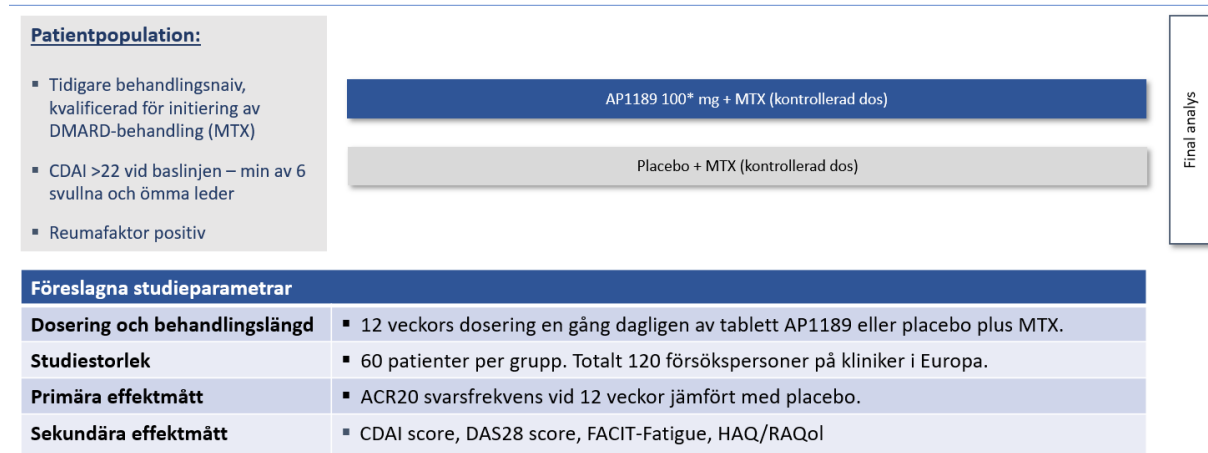 Patientpopulation:
▪ Tidigare behandlingsnaiv,
kvalificerad för initiering av
DMARD-behandling (MTX)
▪ CDAI >22 vid baslinjen – min av 6
svullna och ömma leder
▪ Reumafaktor positiv
AP1189 100* mg + MTX (kontrollerad dos)
Placebo + MTX (kontrollerad dos)
Final analys
Föreslagna studieparametrar
Dosering och behandlingslängd ▪ 12 veckors dosering en gång dagligen av tablett AP1189 eller placebo plus MTX.
Studiestorlek ▪ 60 patienter per grupp. Totalt 120 försökspersoner på kliniker i Europa.
Primära effektmått ▪ ACR20 svarsfrekvens vid 12 veckor jämfört med placebo.
Sekundära effektmått ▪ CDAI score, DAS28 score, FACIT-Fatigue, HAQ/RAQol